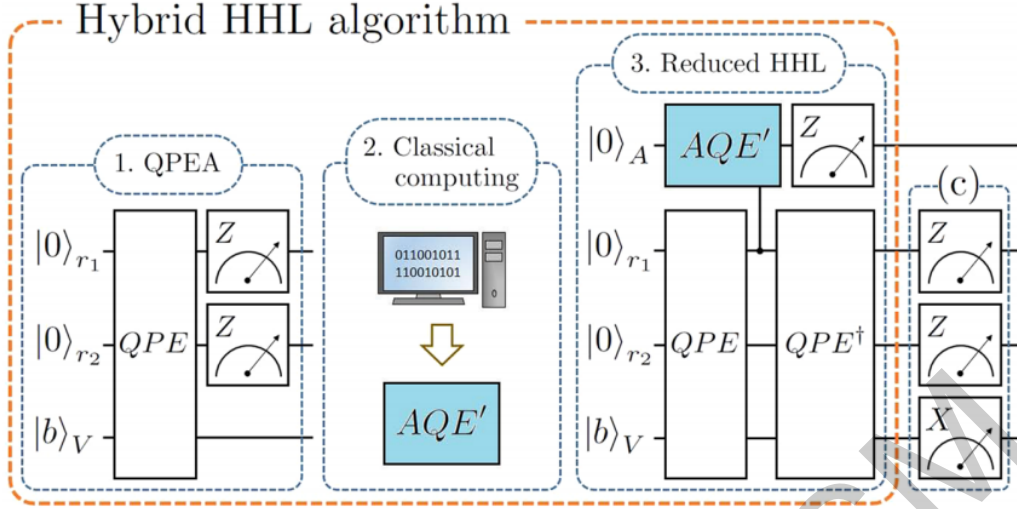 Hybrid HHL algorithm
1. QPEA
|0⟩r1
|0⟩r2
|b⟩V
QPE
Z
Z
2. Classical
computing
011001011
110010101
0
AQE′
3. Reduced HHL
|0⟩A
|0⟩r1
|0⟩r2
|b⟩V
AQE′
Z
QPE
QPE†
(c)
Z
Z
X